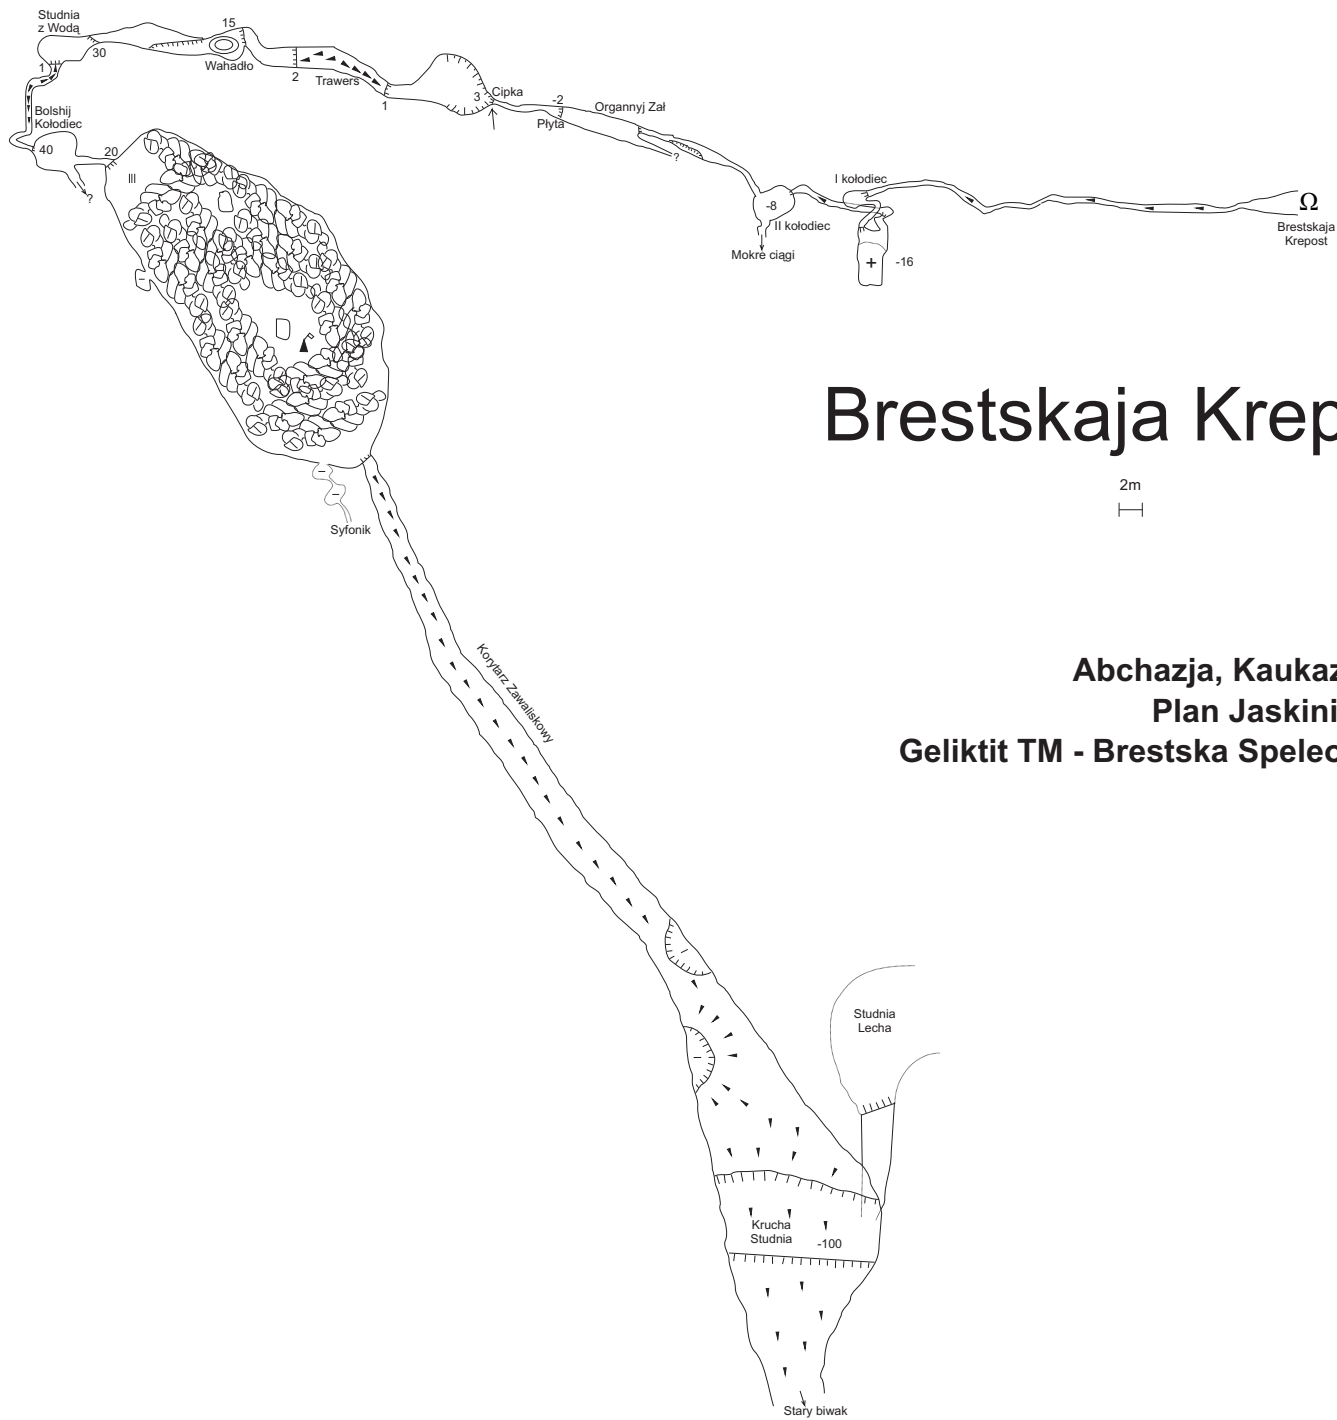 Studnia
z Wodą
15
30
Wahadło
1
2
Trawers
1
3
Cipka
-2
Płyta
Organnyj Zał
?
Bolshij
Kołodiec
40
20
III
?
I kołodiec
-8
II kołodiec
Mokre ciągi
-16
Ω
Brestskaja
Krepost
Brestskaja Krep
2m
Syfonik
Korytarz Zawaliskowy
Abchazja, Kaukaz
Plan Jaskini
Geliktit TM - Brestska Speleo
Studnia
Lecha
Krucha
Studnia
-100
Stary biwak